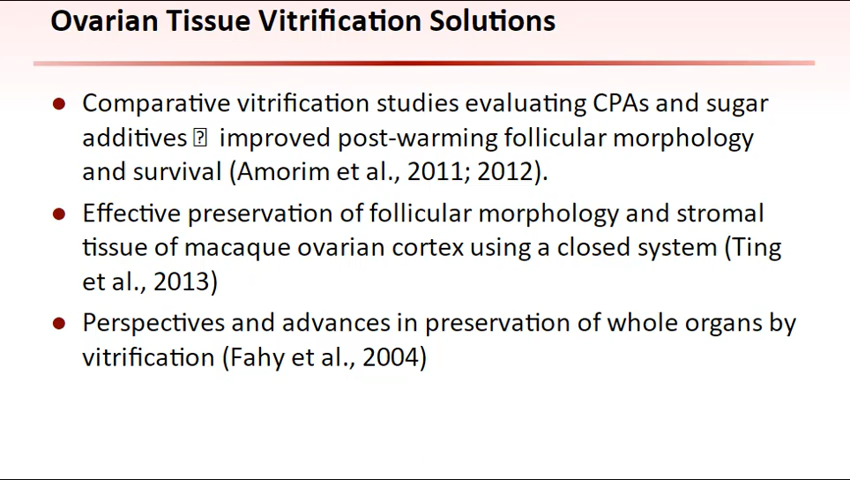 Ovarian Tissue Vitrification Solutions
• Comparative vitrification studies evaluating CPAs and sugar
additives ⍰ improved post-warming follicular morphology
and survival (Amorim et al., 2011; 2012).
• Effective preservation of follicular morphology and stromal
tissue of macaque ovarian cortex using a closed system (Ting
et al., 2013)
• Perspectives and advances in preservation of whole organs by
vitrification (Fahy et al., 2004)